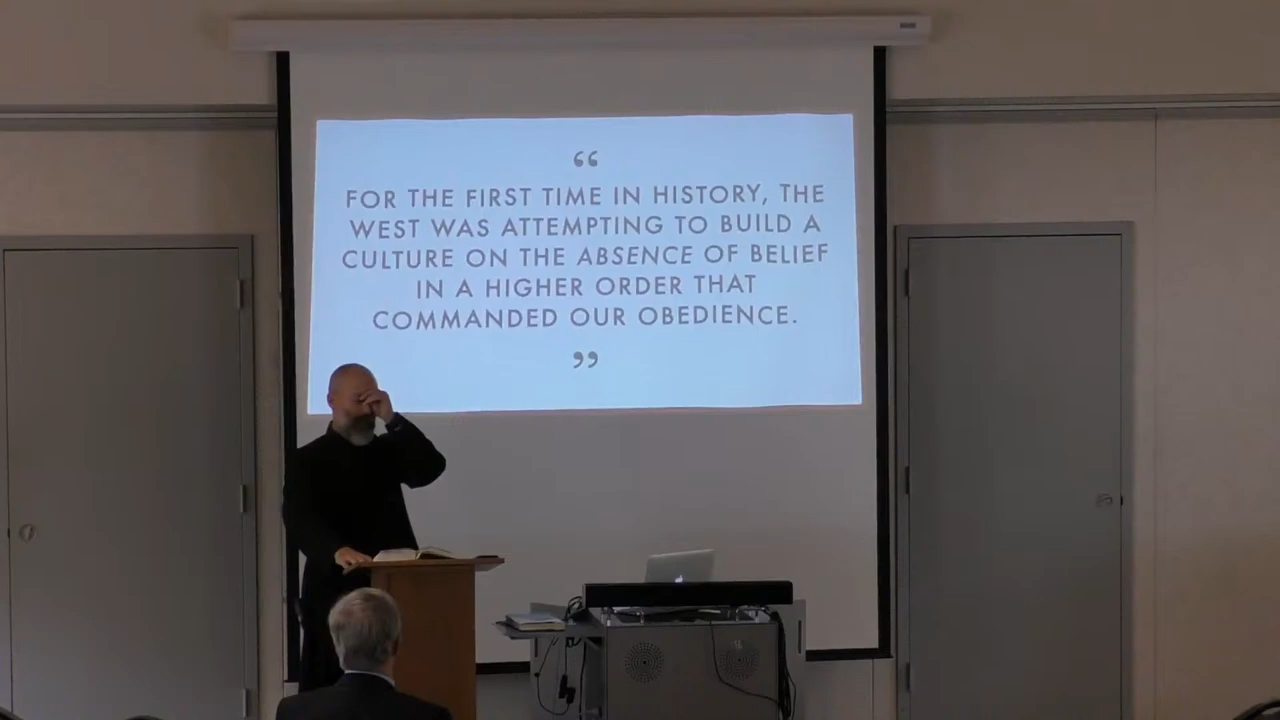 “
FOR THE FIRST TIME IN HISTORY, THE
WEST WAS ATTEMPTING TO BUILD A
CULTURE ON THE ABSENCE OF BELIEF
IN A HIGHER ORDER THAT
COMMANDED OUR OBEDIENCE.
”